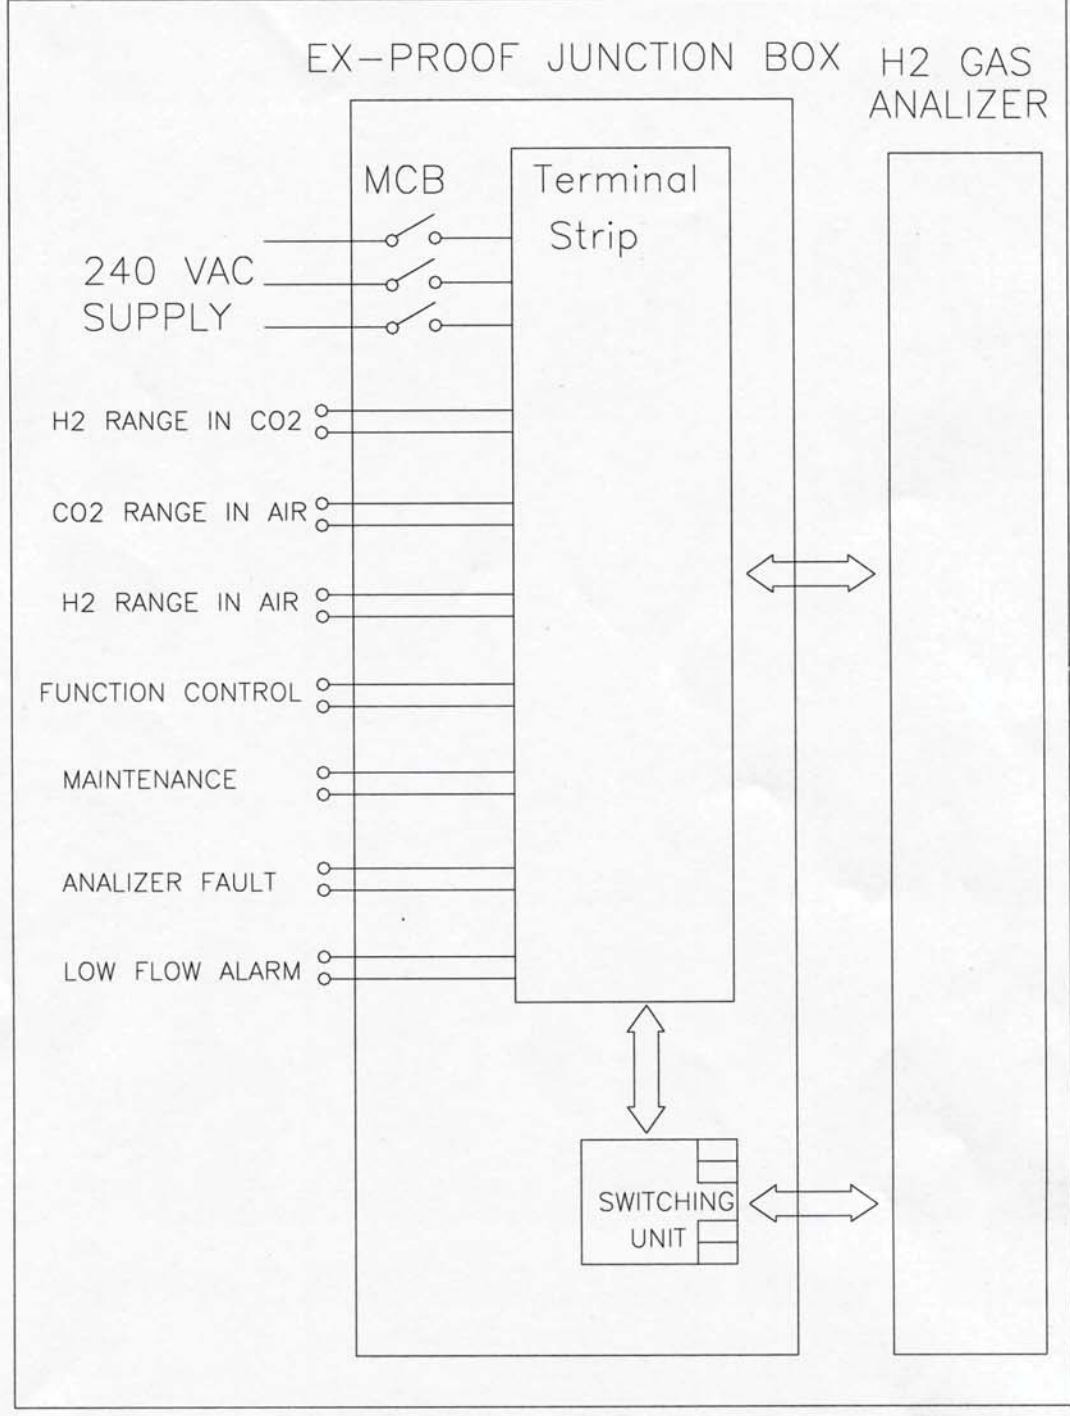 EX-PROOF JUNCTION BOX
H2 GAS
ANALIZER
MCB
Terminal
Strip
240 VAC
SUPPLY
H2 RANGE IN CO2
CO2 RANGE IN AIR
H2 RANGE IN AIR
FUNCTION CONTROL
MAINTENANCE
ANALIZER FAULT
LOW FLOW ALARM
SWITCHING
UNIT